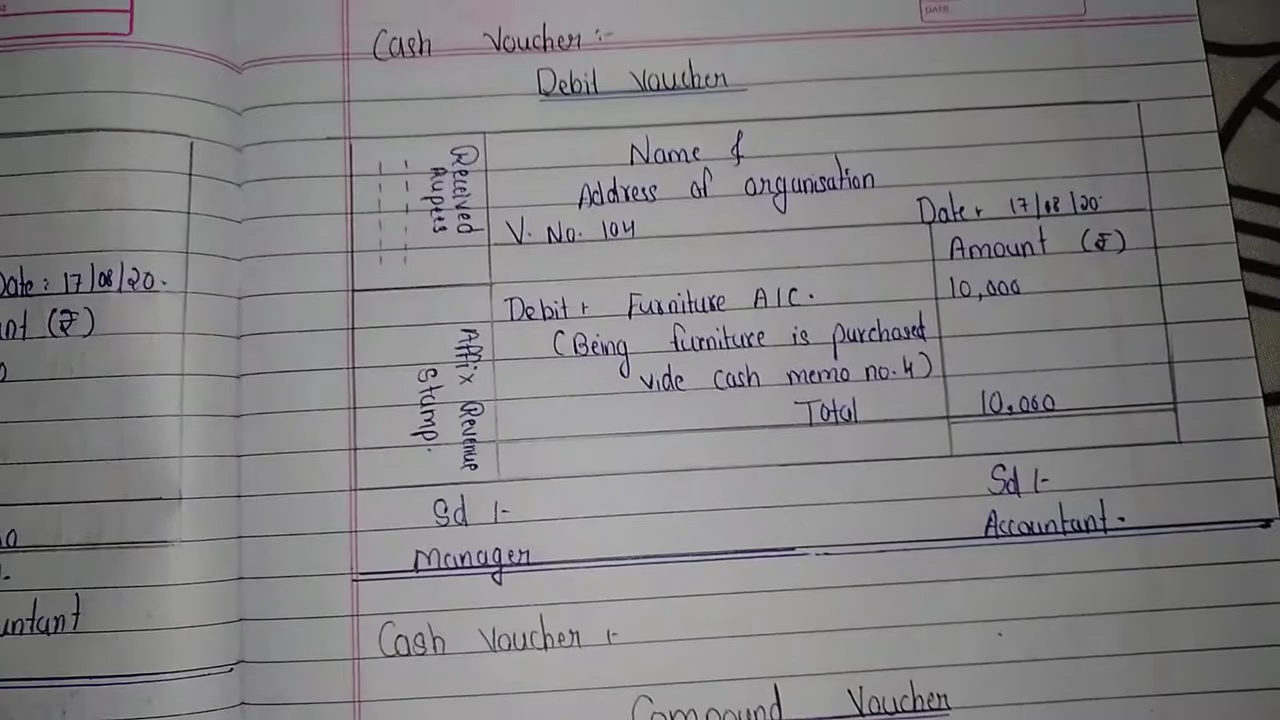 DATE
Cash Voucher :-
Debit Voucher
Received
Rupees
Name &
Address of organisation
V. No. 104
Date: 17/08/20.
Amount (₹)
Debit: Furniture A/C.
10,000
(Being furniture is purchased
vide cash memo no. 4)
Total
10,000
Affix Revenue
Stamp.
Sd /-
Manager
Sd /-
Accountant.
Cash Voucher :-
Compound Voucher
Date : 17/08/20.
nt (₹)
0
untant